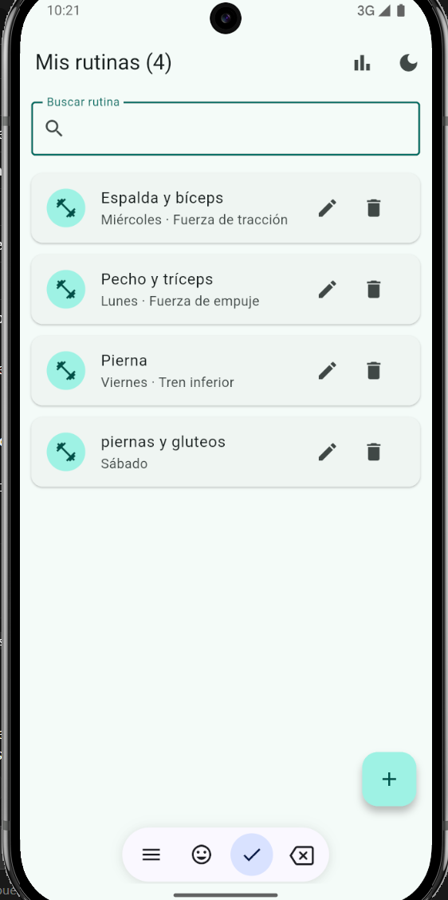 10:21
3G
Mis rutinas (4)
Buscar rutina
Espalda y bíceps
Miércoles · Fuerza de tracción
Pecho y tríceps
Lunes · Fuerza de empuje
Pierna
Viernes · Tren inferior
piernas y gluteos
Sábado